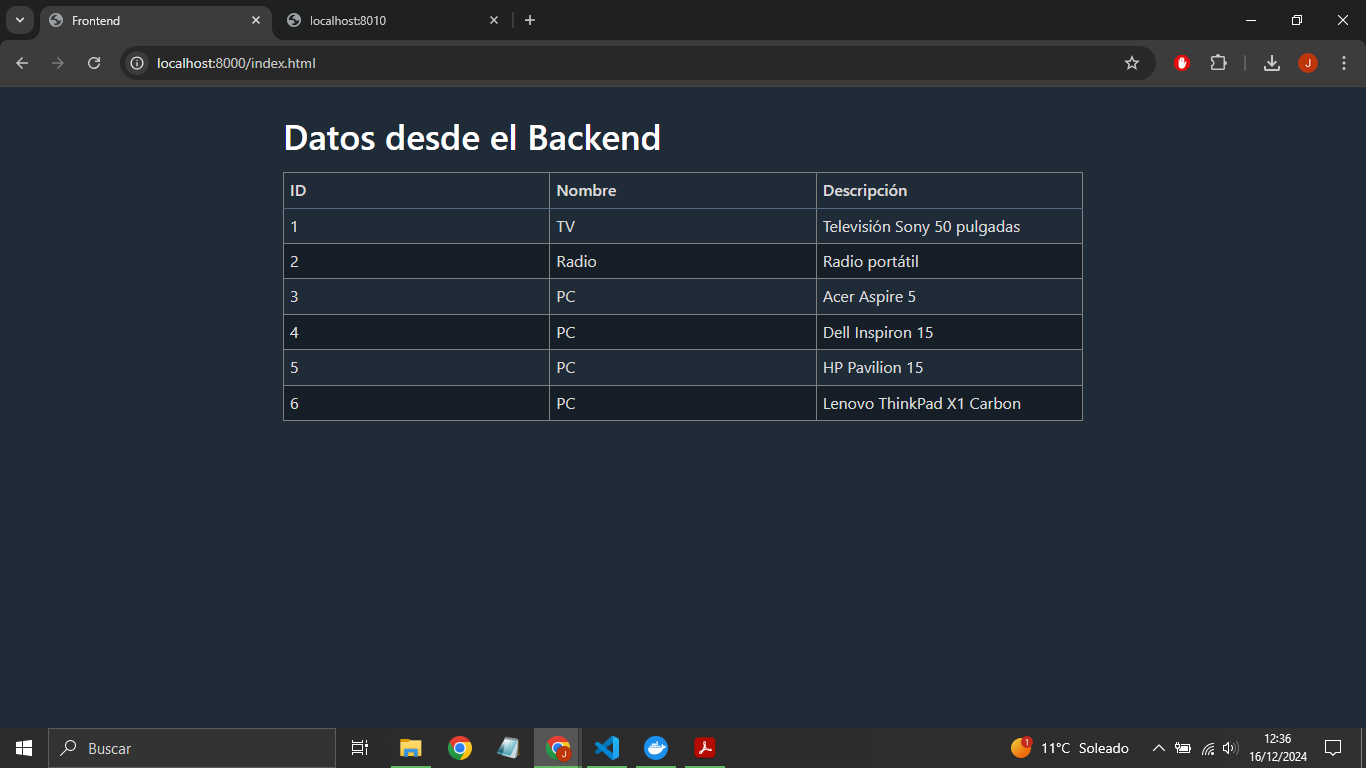 Frontend
localhost:8010
localhost:8000/index.html
J
Datos desde el Backend
ID Nombre Descripción
1 TV Televisión Sony 50 pulgadas
2 Radio Radio portátil
3 PC Acer Aspire 5
4 PC Dell Inspiron 15
5 PC HP Pavilion 15
6 PC Lenovo ThinkPad X1 Carbon
Buscar
J
1
11°C Soleado
12:36
16/12/2024